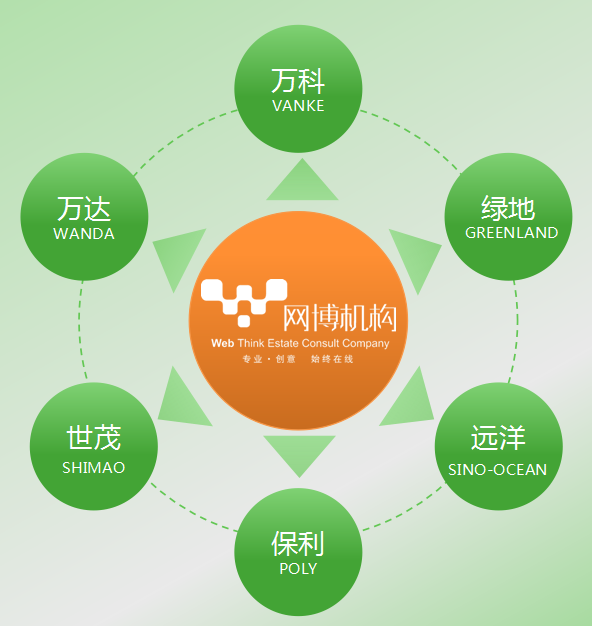 万科
VANKE
万达
WANDA
绿地
GREENLAND
网博机构
Web Think Estate Consult Company
专业·创意 始终在线
世茂
SHIMAO
远洋
SINO-OCEAN
保利
POLY